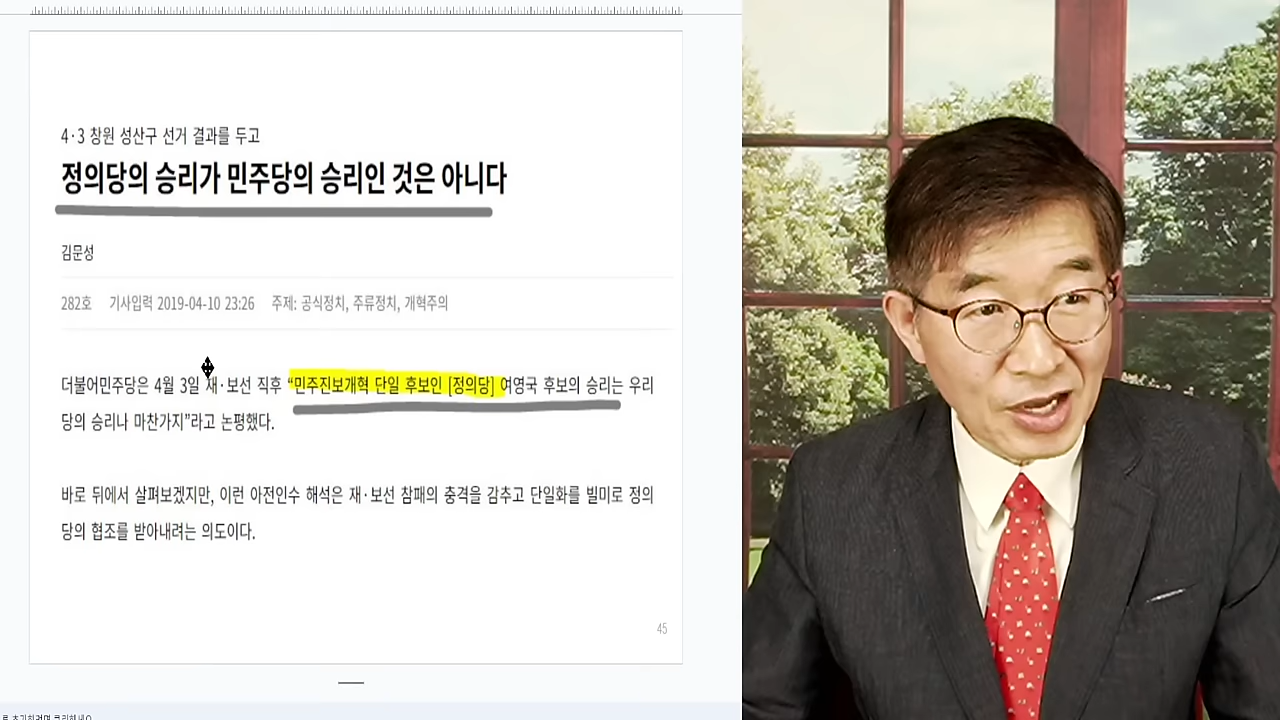 4·3 창원 성산구 선거 결과를 두고
정의당의 승리가 민주당의 승리인 것은 아니다
김문성
282호 기사입력 2019-04-10 23:26 주제: 공식정치, 주류정치, 개혁주의
더불어민주당은 4월 3일 재·보선 직후 “민주진보개혁 단일 후보인 [정의당] 여영국 후보의 승리는 우리
당의 승리나 마찬가지”라고 논평했다.
바로 뒤에서 살펴보겠지만, 이런 아전인수 해석은 재·보선 참패의 충격을 감추고 단일화를 빌미로 정의
당의 협조를 받아내려는 의도이다.
45